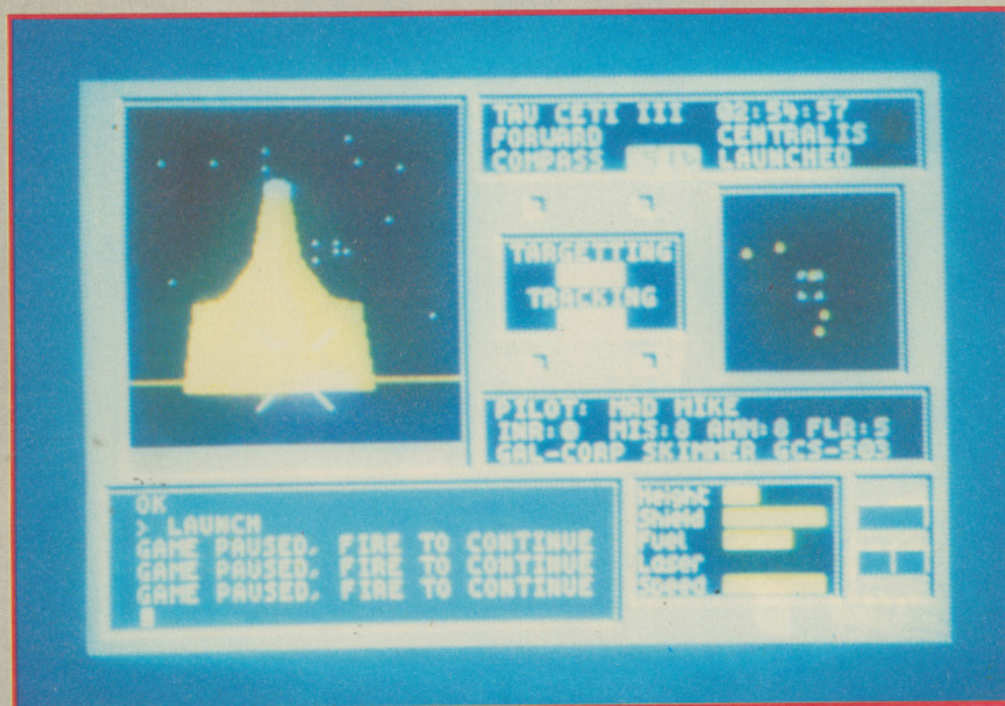 TAU CETI III 02:54:57
FORWARD CENTRALIS
COMPASS LAUNCHED
TARGETTING
TRACKING
PILOT: MAD MIKE
INR:0 MIS:8 AMM:8 FLR:5
GAL-CORP SKIMMER GCS-503
OK
> LAUNCH
GAME PAUSED, FIRE TO CONTINUE
GAME PAUSED, FIRE TO CONTINUE
GAME PAUSED, FIRE TO CONTINUE
Height
Shield
Fuel
Laser
Speed